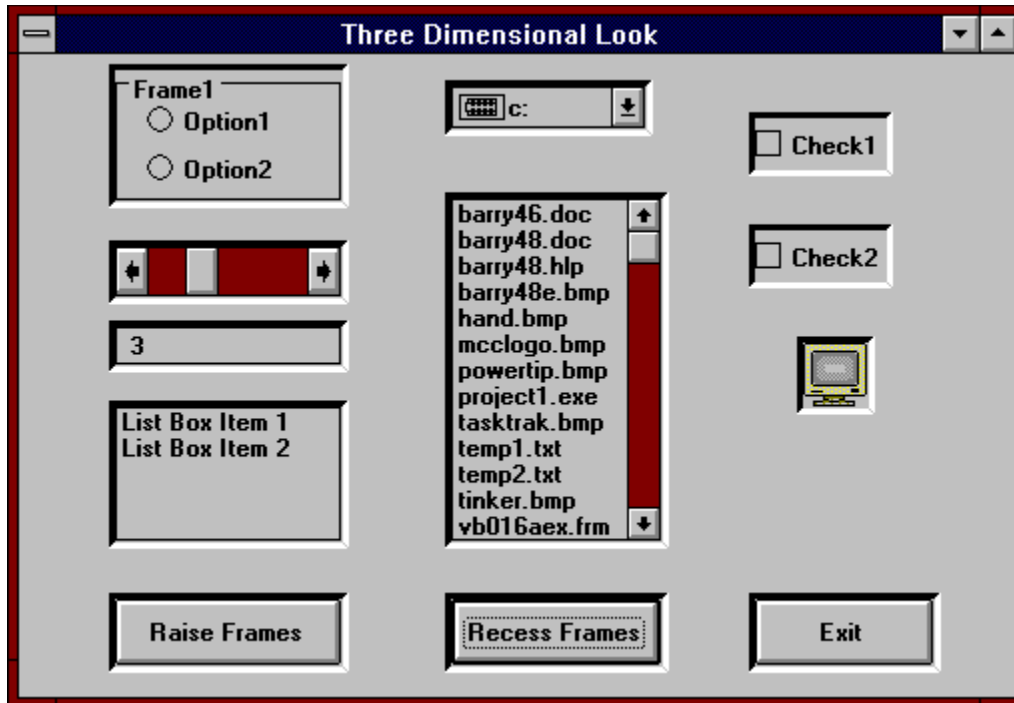 Three Dimensional Look
Frame1
Option1
Option2
3
List Box Item 1
List Box Item 2
Raise Frames
c:
barry46.doc
barry48.doc
barry48.hlp
barry48e.bmp
hand.bmp
mcclogo.bmp
powertip.bmp
project1.exe
tasktrak.bmp
temp1.txt
temp2.txt
tinker.bmp
vb016aex.frm
Recess Frames
Check1
Check2
Exit